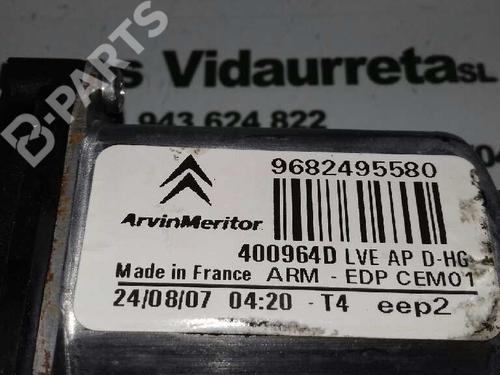 s Vidaurreta SL
943 624 822
B-PARTS
9682495580
ArvinMeritor
400964D LVE AP D-HG
Made in France ARM - EDP CEM01
24/08/07 04:20 - T4 eep2